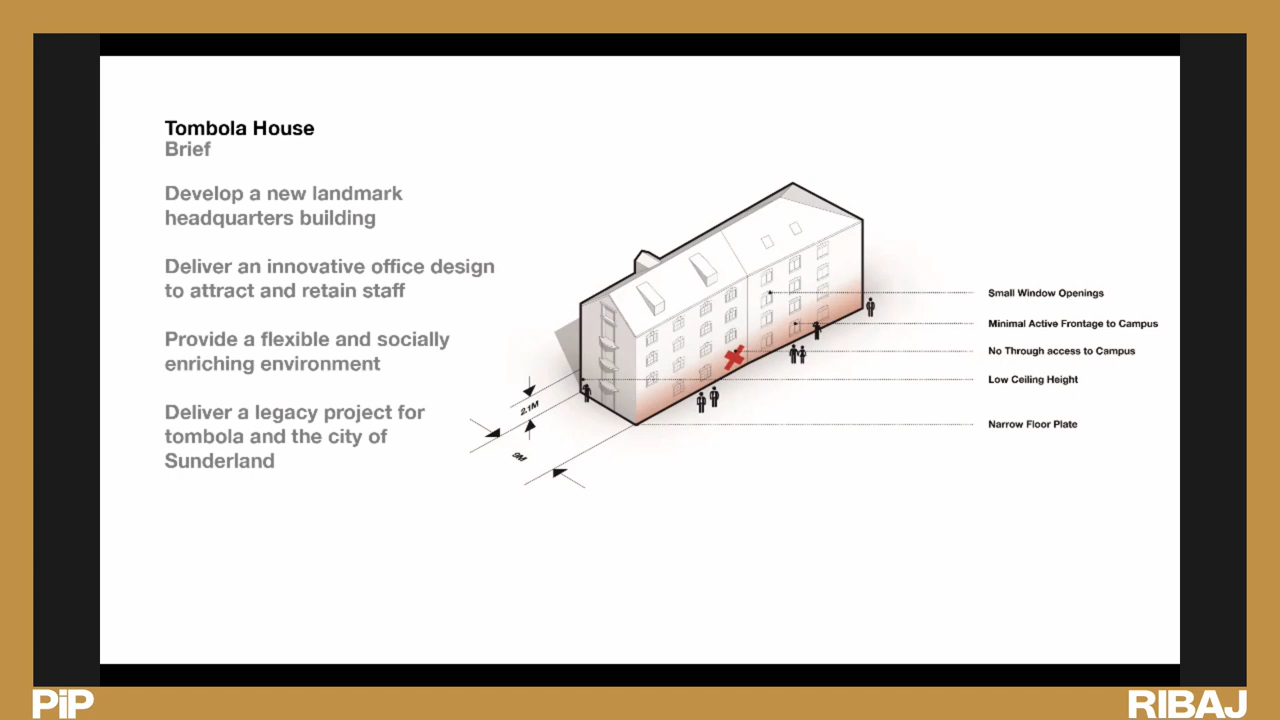 Tombola House
Brief
Develop a new landmark
headquarters building
Deliver an innovative office design
to attract and retain staff
Provide a flexible and socially
enriching environment
Deliver a legacy project for
tombola and the city of
Sunderland
Small Window Openings
Minimal Active Frontage to Campus
No Through access to Campus
Low Ceiling Height
Narrow Floor Plate
2.1M
9M
PiP
RIBAJ